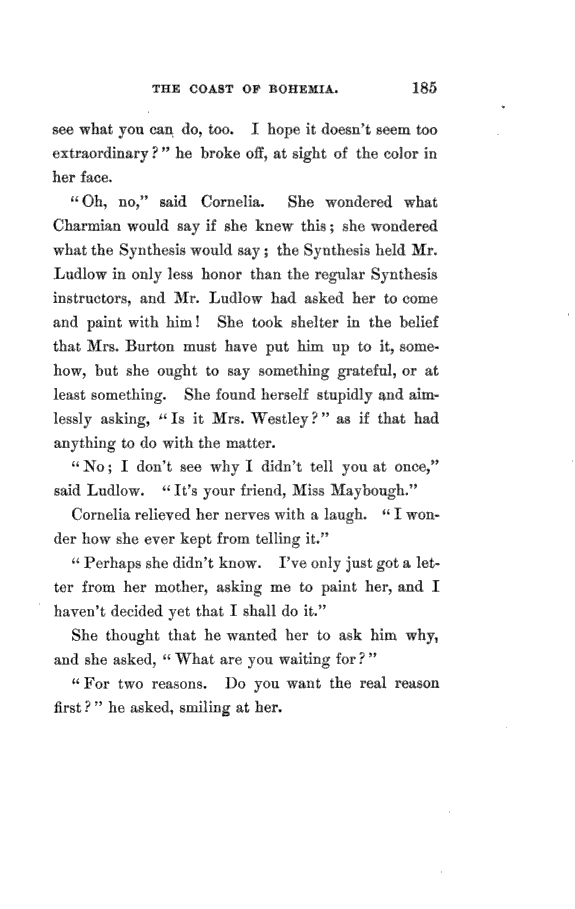 THE COAST OF BOHEMIA. 185
see what you can do, too. I hope it doesn't seem too
extraordinary?" he broke off, at sight of the color in
her face.
"Oh, no," said Cornelia. She wondered what
Charmian would say if she knew this; she wondered
what the Synthesis would say; the Synthesis held Mr.
Ludlow in only less honor than the regular Synthesis
instructors, and Mr. Ludlow had asked her to come
and paint with him! She took shelter in the belief
that Mrs. Burton must have put him up to it, some-
how, but she ought to say something grateful, or at
least something. She found herself stupidly and aim-
lessly asking, "Is it Mrs. Westley?" as if that had
anything to do with the matter.
"No; I don't see why I didn't tell you at once,"
said Ludlow. "It's your friend, Miss Maybough."
Cornelia relieved her nerves with a laugh. "I won-
der how she ever kept from telling it."
"Perhaps she didn't know. I've only just got a let-
ter from her mother, asking me to paint her, and I
haven't decided yet that I shall do it."
She thought that he wanted her to ask him why,
and she asked, "What are you waiting for?"
"For two reasons. Do you want the real reason
first?" he asked, smiling at her.